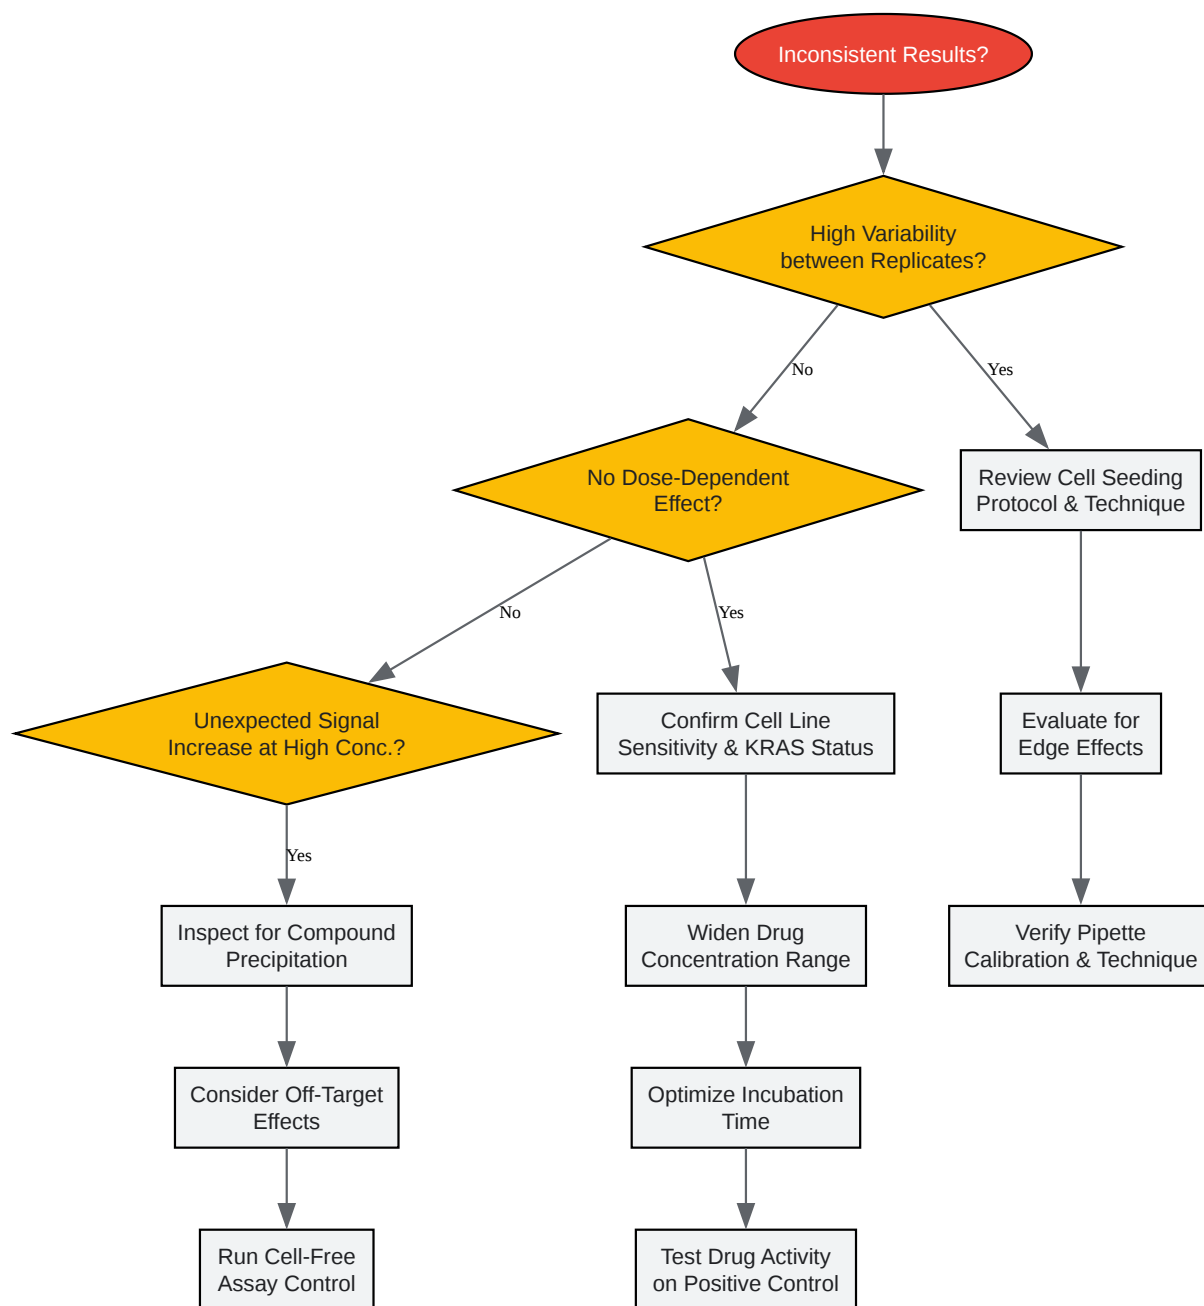 Inconsistent Results?
High Variability
between Replicates?
No
Yes
No Dose-Dependent
Effect?
Review Cell Seeding
Protocol & Technique
No
Yes
Unexpected Signal
Increase at High Conc.?
Confirm Cell Line
Sensitivity & KRAS Status
Evaluate for
Edge Effects
Yes
Inspect for Compound
Precipitation
Widen Drug
Concentration Range
Verify Pipette
Calibration & Technique
Consider Off-Target
Effects
Optimize Incubation
Time
Run Cell-Free
Assay Control
Test Drug Activity
on Positive Control